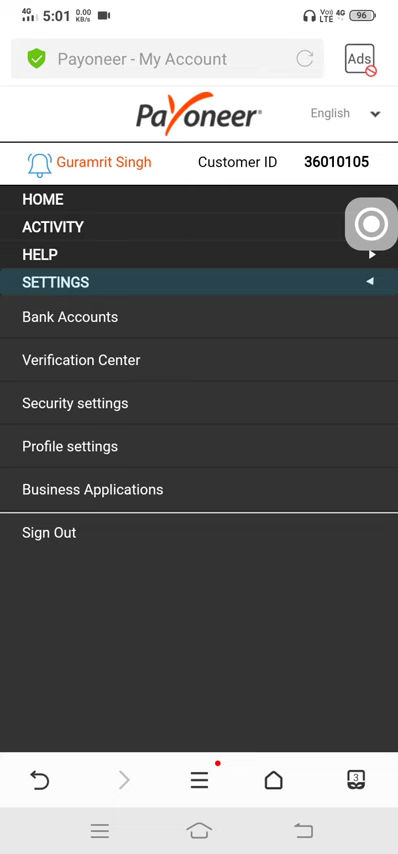 4G 5:01 0.00 KB/s Vo)) LTE 4G 96
Payoneer - My Account Ads
Payoneer English
Guramrit Singh Customer ID 36010105
HOME
ACTIVITY
HELP
SETTINGS
Bank Accounts
Verification Center
Security settings
Profile settings
Business Applications
Sign Out
3